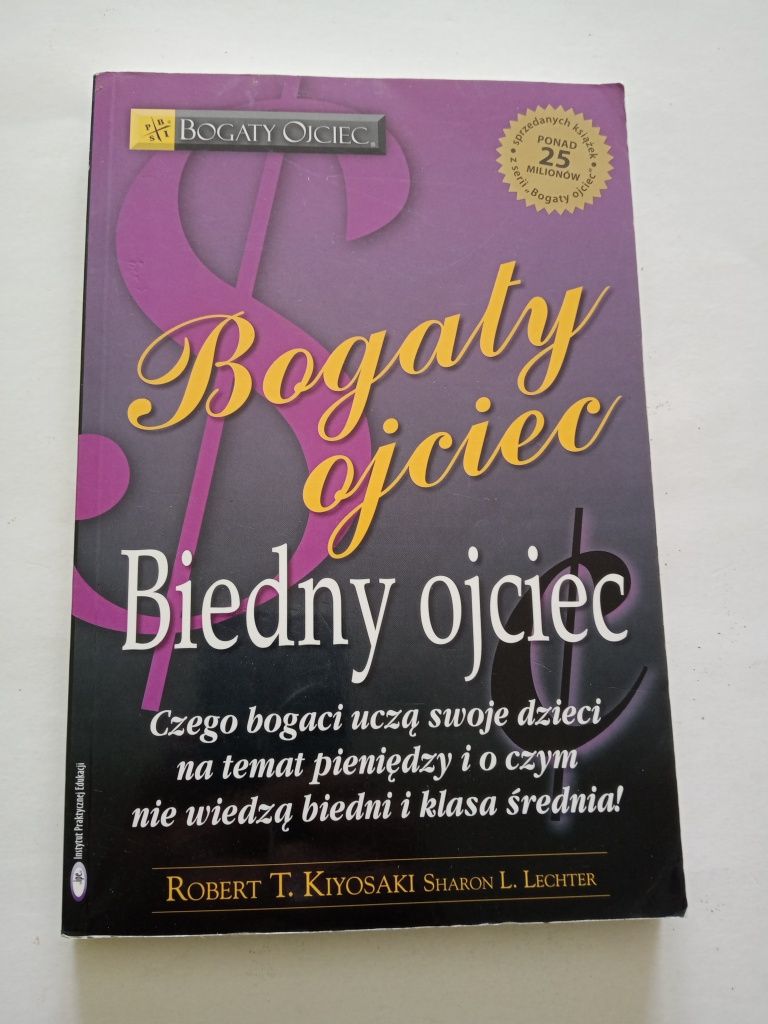 P B
S I
BOGATY OJCIEC®
sprzedanych książek
PONAD
25
MILIONÓW
z serii „Bogaty ojciec”
Bogaty
ojciec
Biedny ojciec
Czego bogaci uczą swoje dzieci
na temat pieniędzy i o czym
nie wiedzą biedni i klasa średnia!
ipe. Instytut Praktycznej Edukacji
ROBERT T. KIYOSAKI SHARON L. LECHTER